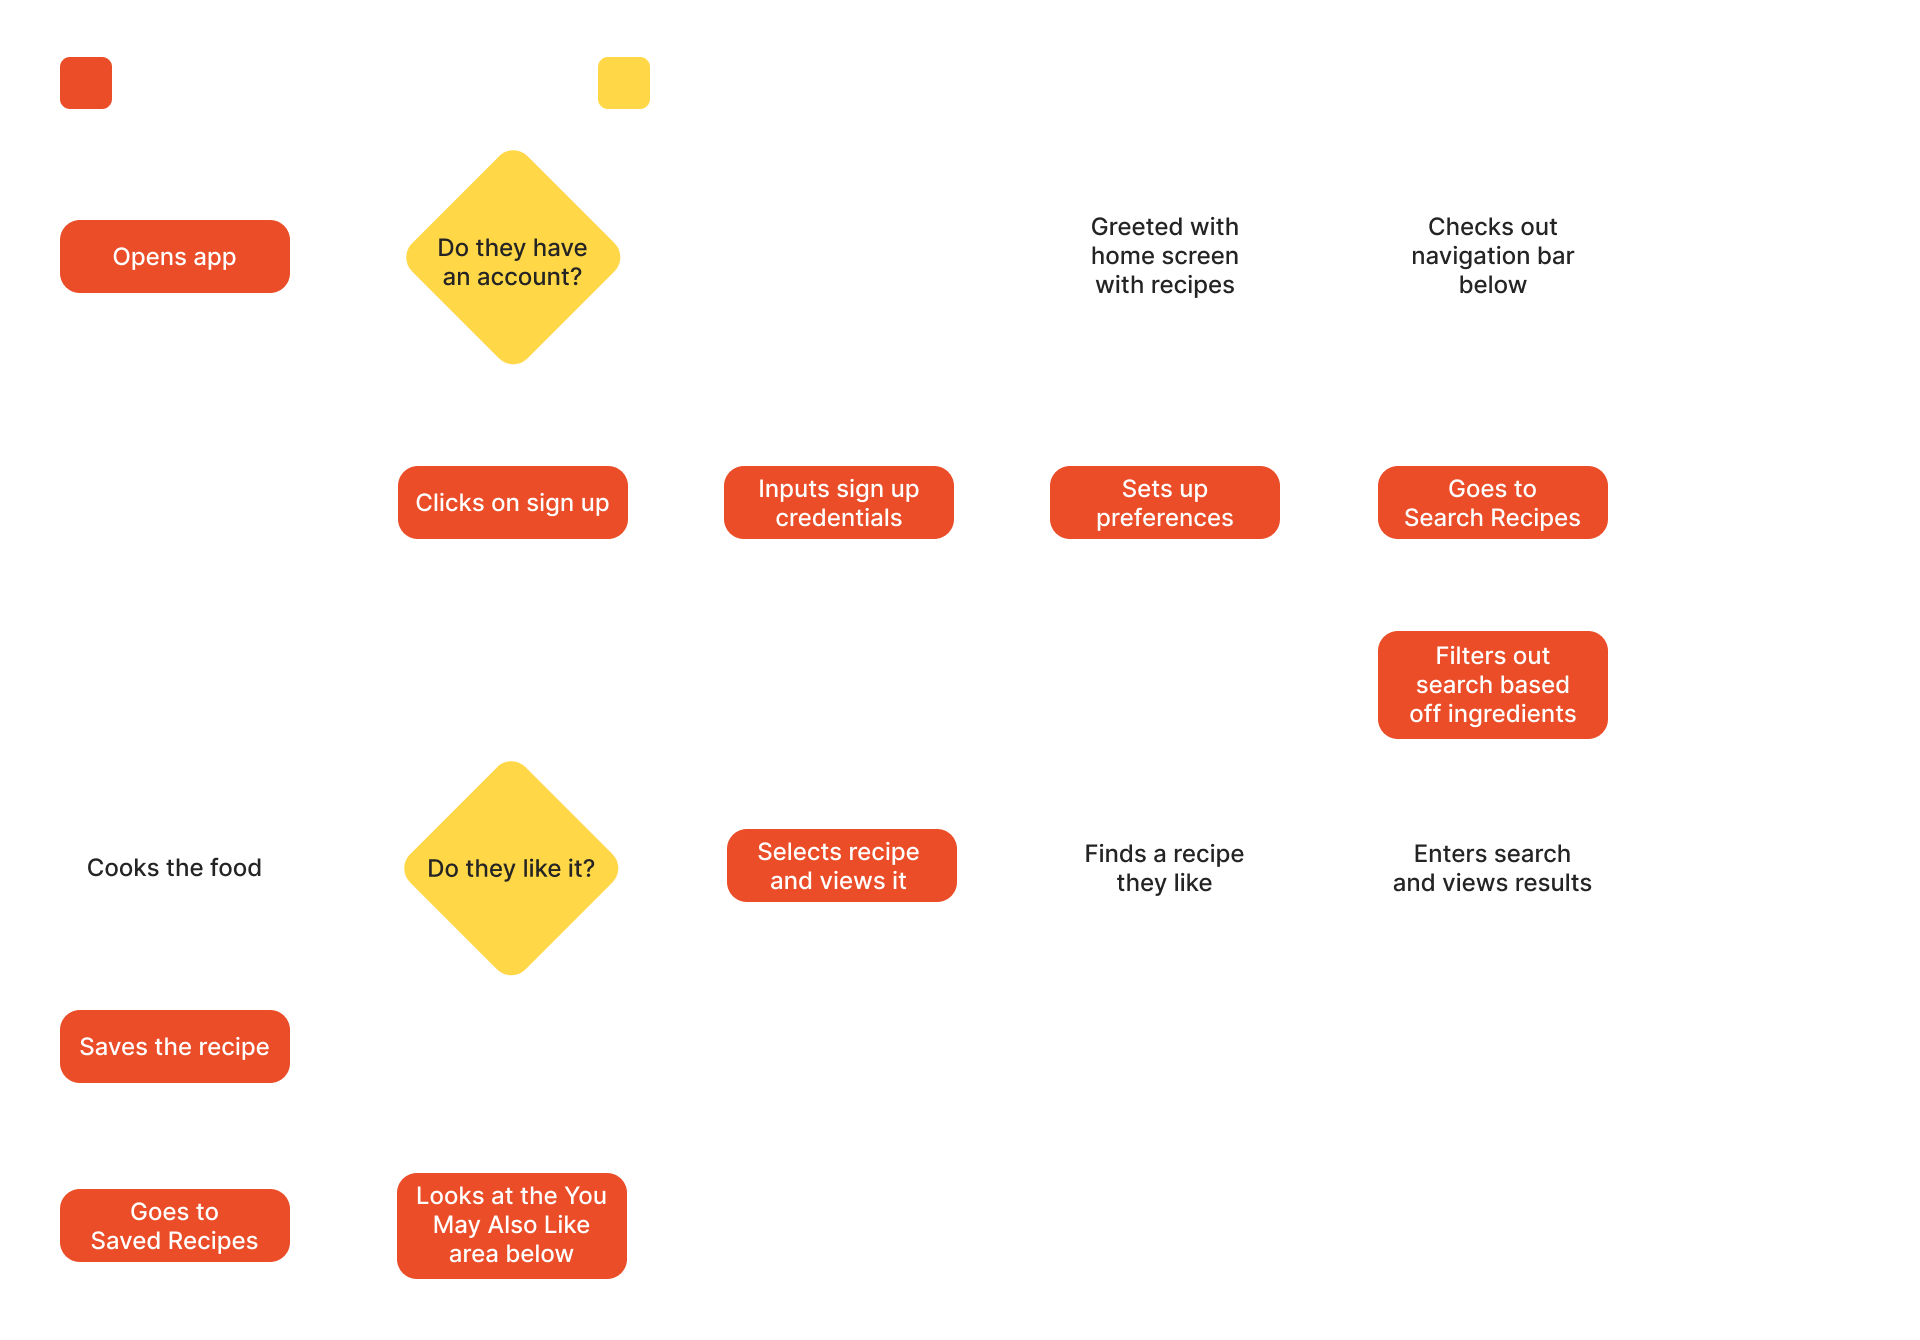 Opens app
Do they have
an account?
Greeted with
home screen
with recipes
Checks out
navigation bar
below
Clicks on sign up
Inputs sign up
credentials
Sets up
preferences
Goes to
Search Recipes
Filters out
search based
off ingredients
Cooks the food
Do they like it?
Selects recipe
and views it
Finds a recipe
they like
Enters search
and views results
Saves the recipe
Goes to
Saved Recipes
Looks at the You
May Also Like
area below